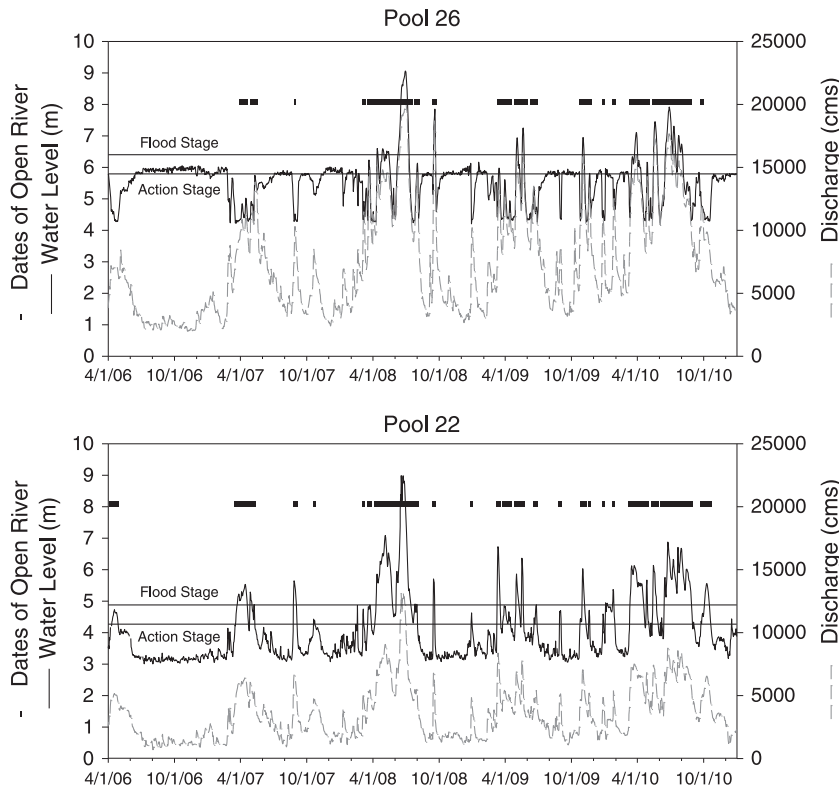 Pool 26
10
9
8
7
6
5
4
3
2
1
0
25000
20000
15000
10000
5000
0
Flood Stage
Action Stage
- Dates of Open River
— Water Level (m)
Discharge (cms)
4/1/06 10/1/06 4/1/07 10/1/07 4/1/08 10/1/08 4/1/09 10/1/09 4/1/10 10/1/10
Pool 22
10
9
8
7
6
5
4
3
2
1
0
25000
20000
15000
10000
5000
0
Flood Stage
Action Stage
- Dates of Open River
— Water Level (m)
Discharge (cms)
4/1/06 10/1/06 4/1/07 10/1/07 4/1/08 10/1/08 4/1/09 10/1/09 4/1/10 10/1/10